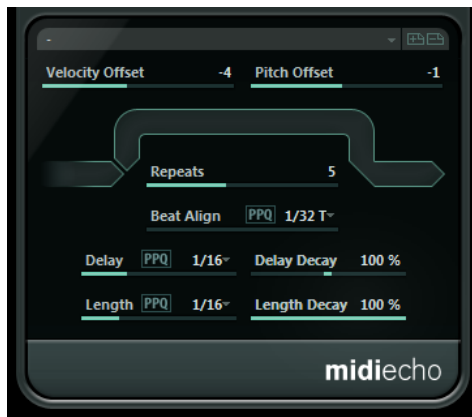 -
Velocity Offset -4 Pitch Offset -1
Repeats 5
Beat Align PPQ 1/32 T
Delay PPQ 1/16 Delay Decay 100 %
Length PPQ 1/16 Length Decay 100 %
midiecho